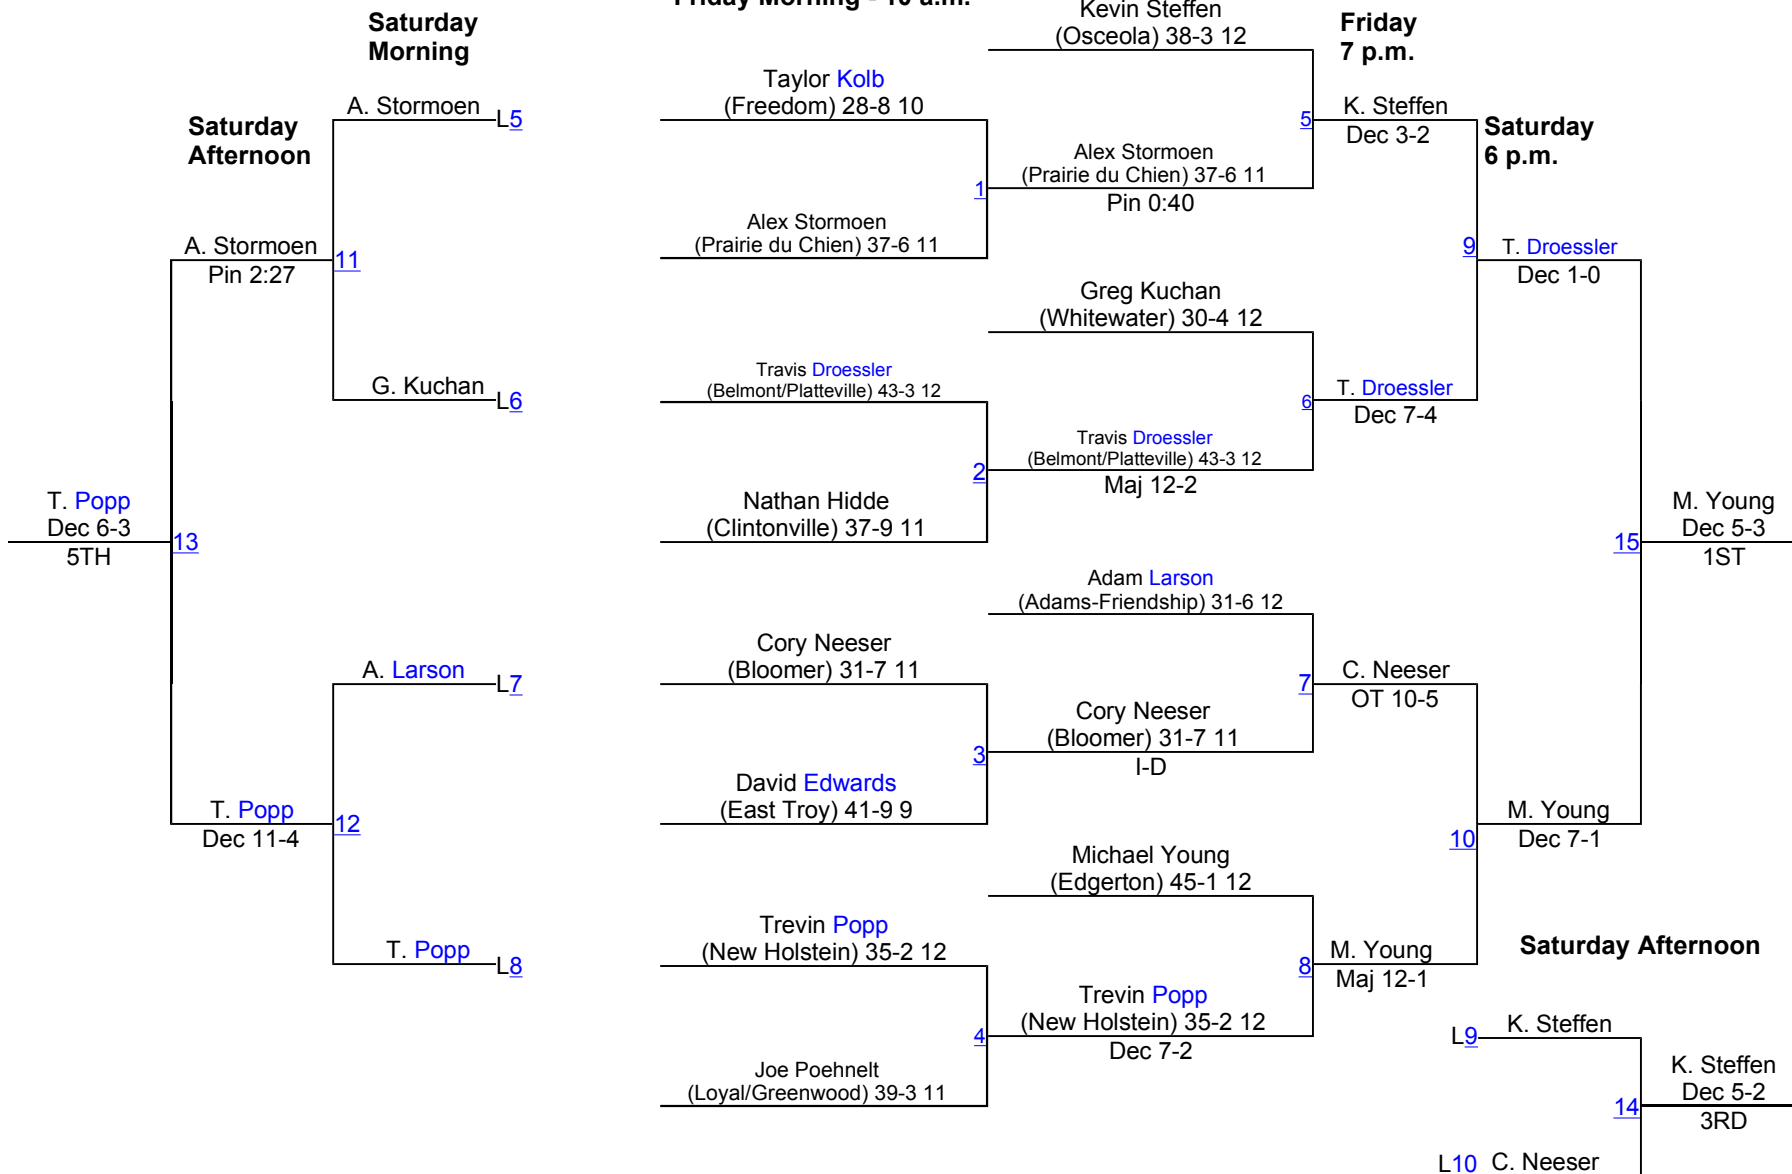 Friday Morning - 10 a.m.
Saturday
Morning
Saturday
Afternoon
A. Stormoen
L5
A. Stormoen
Pin 2:27
11
G. Kuchan
L6
T. Popp
Dec 6-3
5TH
13
A. Larson
L7
T. Popp
Dec 11-4
12
T. Popp
L8
Taylor Kolb
(Freedom) 28-8 10
1
Alex Stormoen
(Prairie du Chien) 37-6 11
Travis Droessler
(Belmont/Platteville) 43-3 12
2
Nathan Hidde
(Clintonville) 37-9 11
Cory Neeser
(Bloomer) 31-7 11
3
David Edwards
(East Troy) 41-9 9
Trevin Popp
(New Holstein) 35-2 12
4
Joe Poehnelt
(Loyal/Greenwood) 39-3 11
Kevin Steffen
(Osceola) 38-3 12
5
Alex Stormoen
(Prairie du Chien) 37-6 11
Pin 0:40
Greg Kuchan
(Whitewater) 30-4 12
6
Travis Droessler
(Belmont/Platteville) 43-3 12
Maj 12-2
Adam Larson
(Adams-Friendship) 31-6 12
7
Cory Neeser
(Bloomer) 31-7 11
I-D
Michael Young
(Edgerton) 45-1 12
8
Trevin Popp
(New Holstein) 35-2 12
Dec 7-2
Friday
7 p.m.
K. Steffen
Dec 3-2
9
T. Droessler
Dec 7-4
C. Neeser
OT 10-5
10
M. Young
Maj 12-1
Saturday
6 p.m.
T. Droessler
Dec 1-0
15
M. Young
Dec 7-1
M. Young
Dec 5-3
1ST
Saturday Afternoon
L9 K. Steffen
14
K. Steffen
Dec 5-2
3RD
L10 C. Neeser